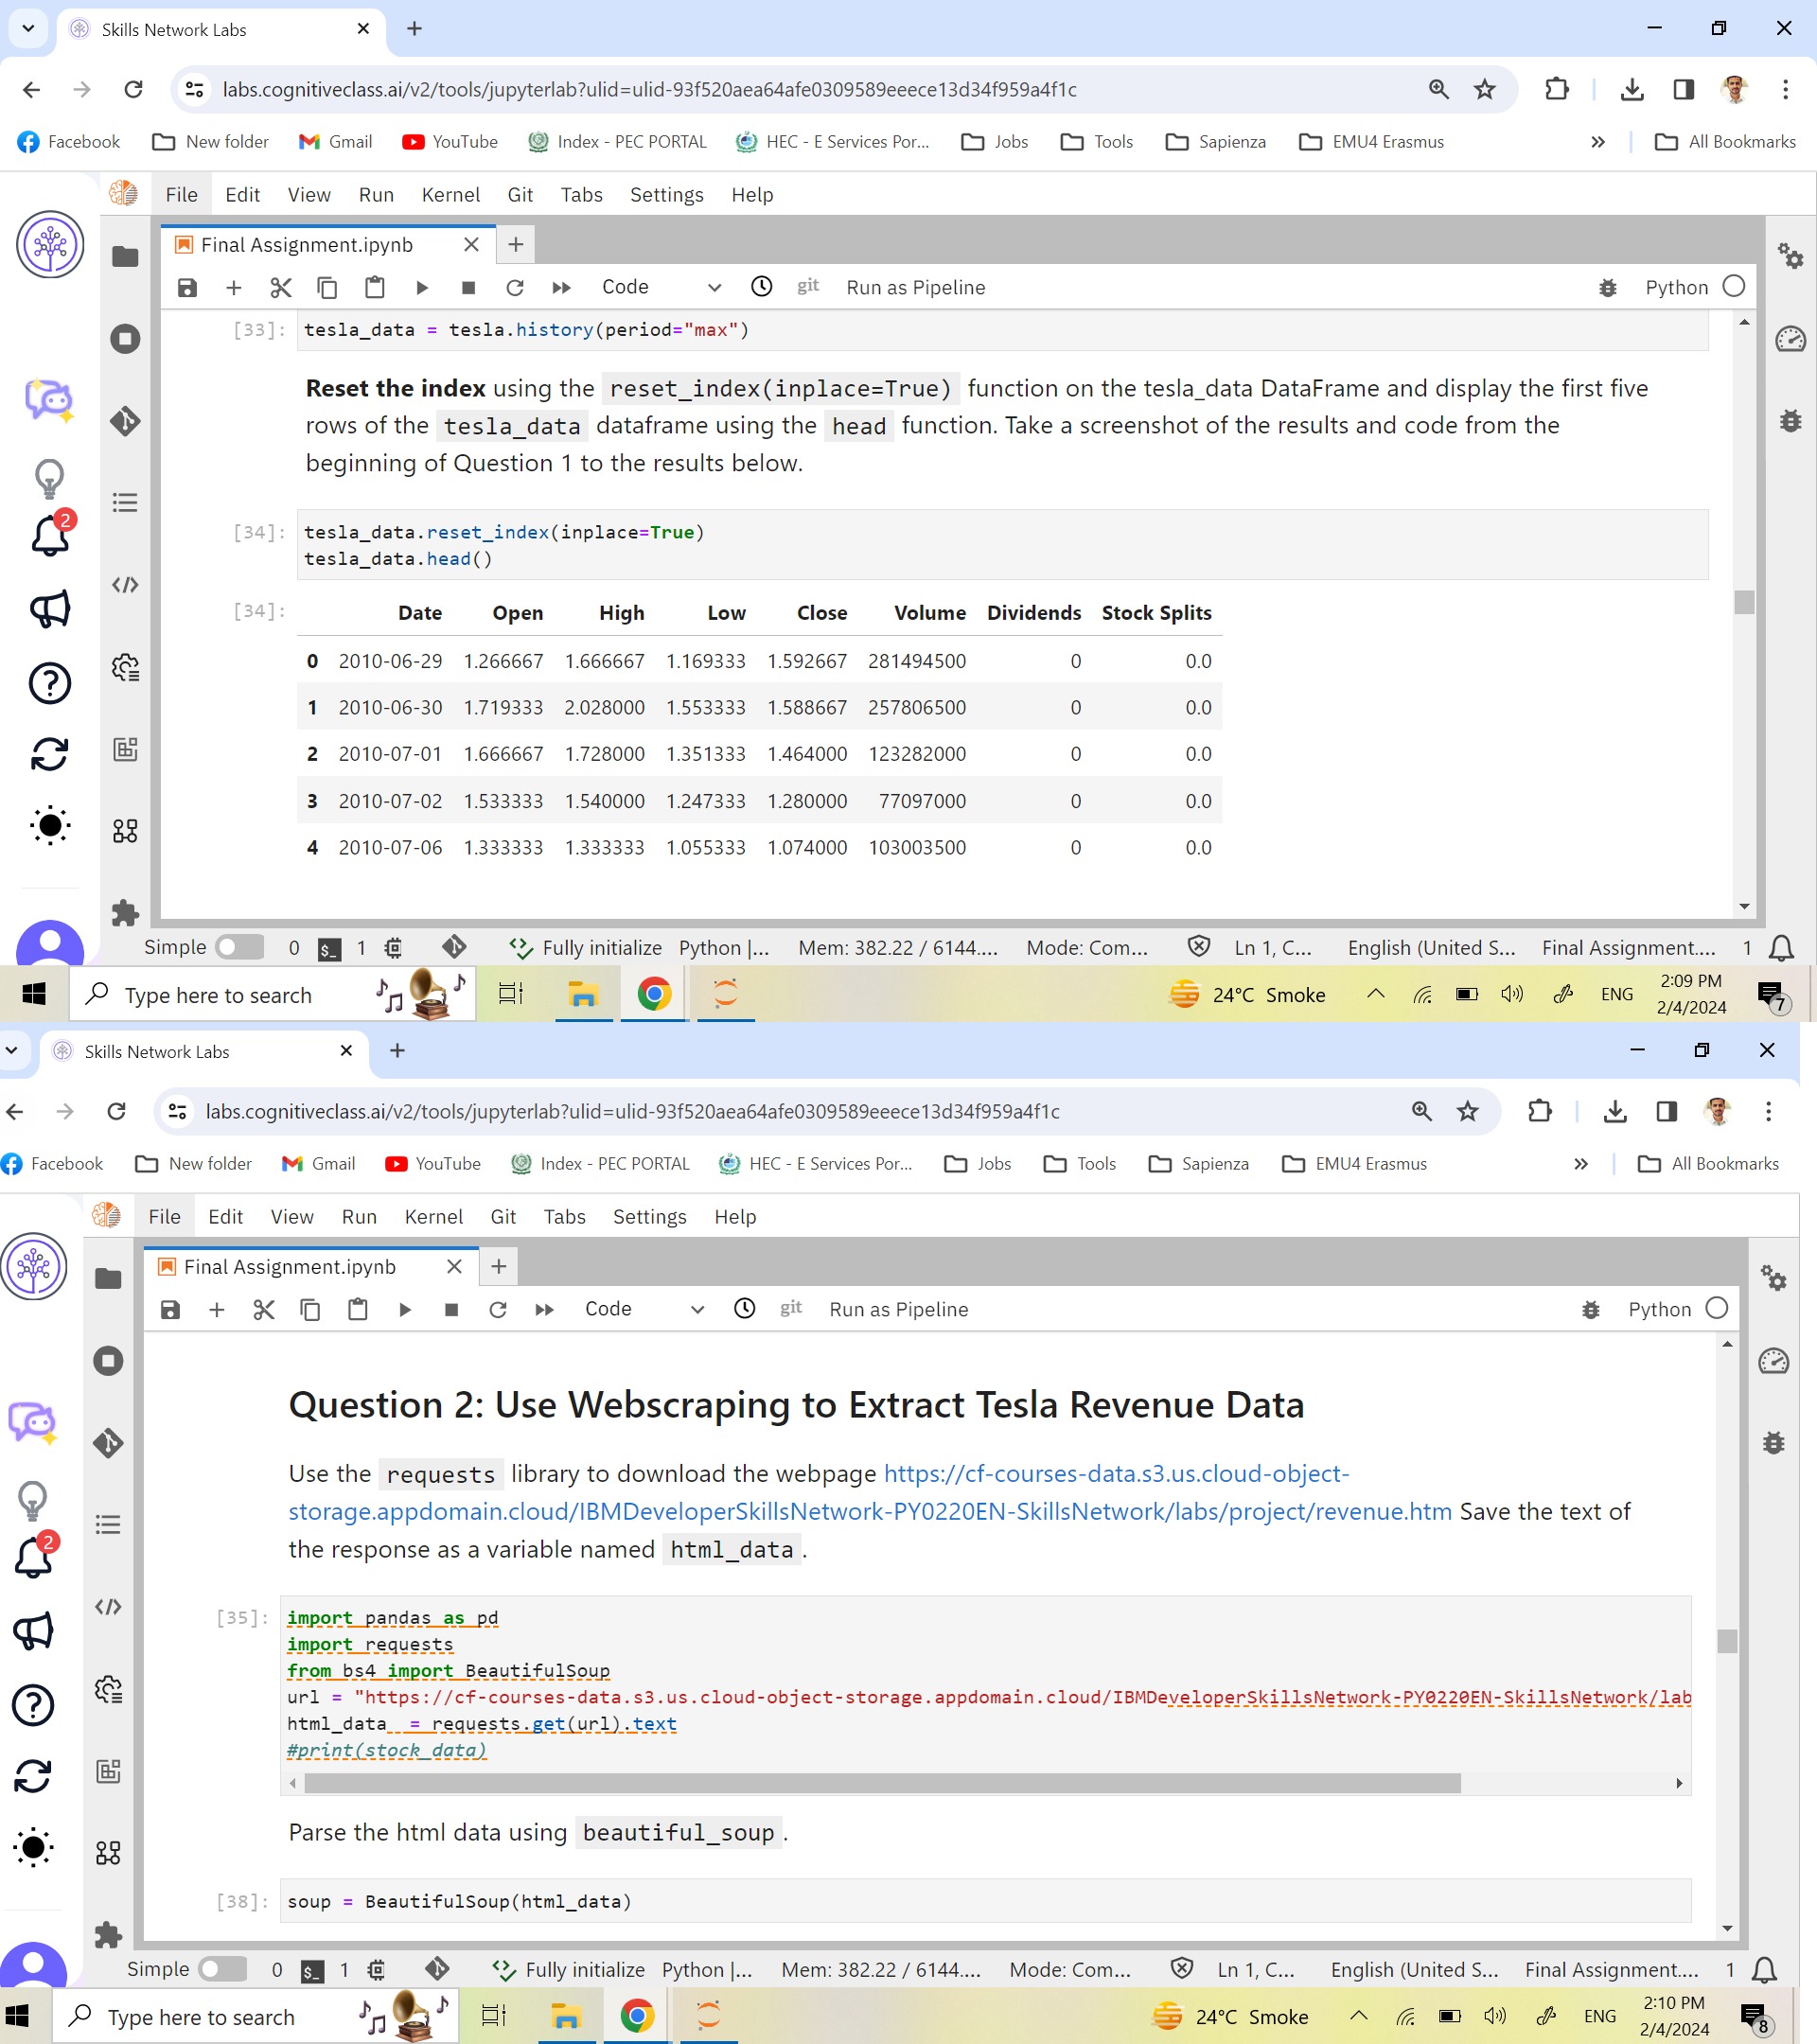 Skills Network Labs
labs.cognitiveclass.ai/v2/tools/jupyterlab?ulid=ulid-93f520aea64afe0309589eeece13d34f959a4f1c
Facebook New folder Gmail YouTube Index - PEC PORTAL HEC - E Services Por... Jobs Tools Sapienza EMU4 Erasmus » All Bookmarks
File Edit View Run Kernel Git Tabs Settings Help
Final Assignment.ipynb
Code git Run as Pipeline Python
[33]: tesla_data = tesla.history(period="max")
Reset the index using the reset_index(inplace=True) function on the tesla_data DataFrame and display the first five
rows of the tesla_data dataframe using the head function. Take a screenshot of the results and code from the
beginning of Question 1 to the results below.
2
[34]: tesla_data.reset_index(inplace=True)
tesla_data.head()
[34]: Date Open High Low Close Volume Dividends Stock Splits
0 2010-06-29 1.266667 1.666667 1.169333 1.592667 281494500 0 0.0
1 2010-06-30 1.719333 2.028000 1.553333 1.588667 257806500 0 0.0
2 2010-07-01 1.666667 1.728000 1.351333 1.464000 123282000 0 0.0
3 2010-07-02 1.533333 1.540000 1.247333 1.280000 77097000 0 0.0
4 2010-07-06 1.333333 1.333333 1.055333 1.074000 103003500 0 0.0
Simple 0 $_ 1 Fully initialize Python |... Mem: 382.22 / 6144.... Mode: Com... Ln 1, C... English (United S... Final Assignment.... 1
Type here to search 24°C Smoke ENG 2:09 PM
2/4/2024 7
Skills Network Labs
labs.cognitiveclass.ai/v2/tools/jupyterlab?ulid=ulid-93f520aea64afe0309589eeece13d34f959a4f1c
Facebook New folder Gmail YouTube Index - PEC PORTAL HEC - E Services Por... Jobs Tools Sapienza EMU4 Erasmus » All Bookmarks
File Edit View Run Kernel Git Tabs Settings Help
Final Assignment.ipynb
Code git Run as Pipeline Python
Question 2: Use Webscraping to Extract Tesla Revenue Data
Use the requests library to download the webpage https://cf-courses-data.s3.us.cloud-object-
storage.appdomain.cloud/IBMDeveloperSkillsNetwork-PY0220EN-SkillsNetwork/labs/project/revenue.htm Save the text of
the response as a variable named html_data .
2
[35]: import pandas as pd
import requests
from bs4 import BeautifulSoup
url = "https://cf-courses-data.s3.us.cloud-object-storage.appdomain.cloud/IBMDeveloperSkillsNetwork-PY0220EN-SkillsNetwork/lab
html_data  = requests.get(url).text
#print(stock_data)
Parse the html data using beautiful_soup .
[38]: soup = BeautifulSoup(html_data)
Simple 0 $_ 1 Fully initialize Python |... Mem: 382.22 / 6144.... Mode: Com... Ln 1, C... English (United S... Final Assignment.... 1
Type here to search 24°C Smoke ENG 2:10 PM
2/4/2024 8